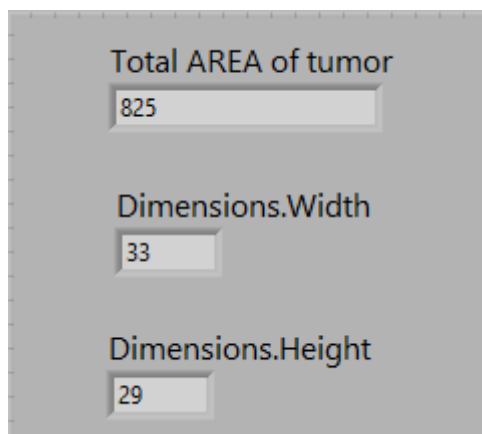 Total AREA of tumor
825
Dimensions.Width
33
Dimensions.Height
29